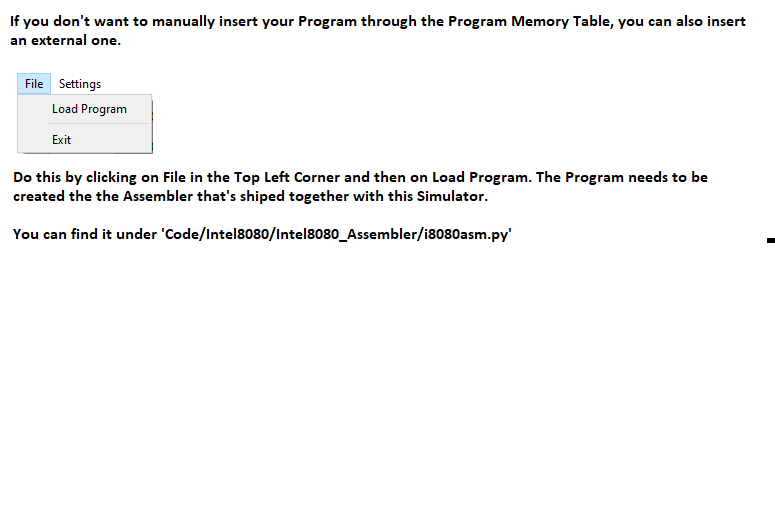 If you don't want to manually insert your Program through the Program Memory Table, you can also insert
an external one.
File Settings
Load Program
Exit
Do this by clicking on File in the Top Left Corner and then on Load Program. The Program needs to be
created the the Assembler that's shiped together with this Simulator.
You can find it under 'Code/Intel8080/Intel8080_Assembler/i8080asm.py'